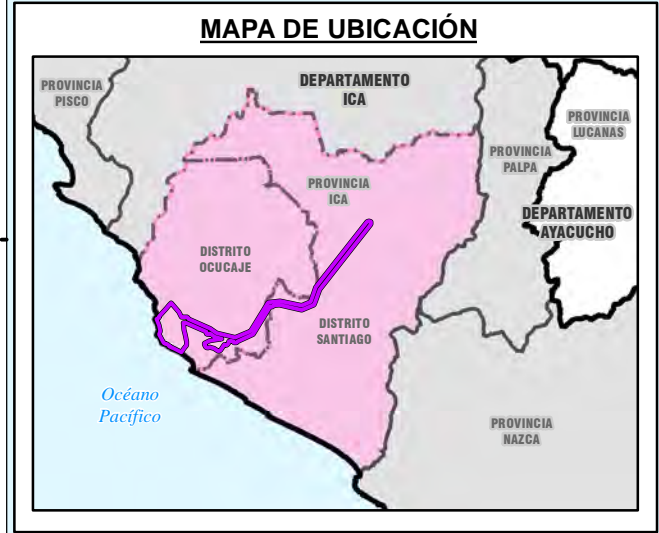 MAPA DE UBICACIÓN
PROVINCIA
PISCO
DEPARTAMENTO
ICA
PROVINCIA
LUCANAS
PROVINCIA
PALPA
PROVINCIA
ICA
DEPARTAMENTO
AYACUCHO
DISTRITO
OCUCAJE
DISTRITO
SANTIAGO
Océano
Pacífico
PROVINCIA
NAZCA